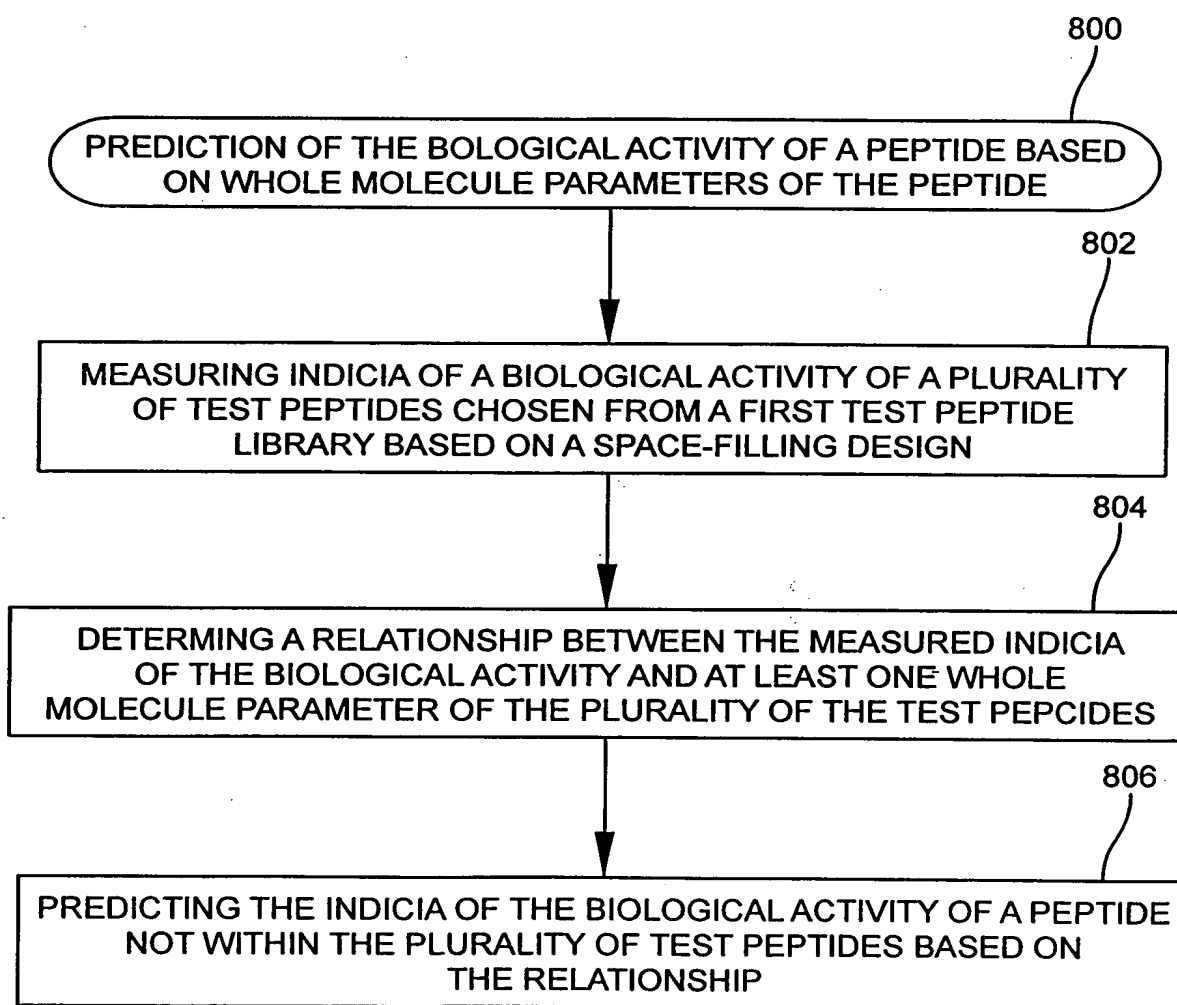 800
PREDICTION OF THE BOLOGICAL ACTIVITY OF A PEPTIDE BASED
ON WHOLE MOLECULE PARAMETERS OF THE PEPTIDE
802
MEASURING INDICIA OF A BIOLOGICAL ACTIVITY OF A PLURALITY
OF TEST PEPTIDES CHOSEN FROM A FIRST TEST PEPTIDE
LIBRARY BASED ON A SPACE-FILLING DESIGN
804
DETERMING A RELATIONSHIP BETWEEN THE MEASURED INDICIA
OF THE BIOLOGICAL ACTIVITY AND AT LEAST ONE WHOLE
MOLECULE PARAMETER OF THE PLURALITY OF THE TEST PEPCIDES
806
PREDICTING THE INDICIA OF THE BIOLOGICAL ACTIVITY OF A PEPTIDE
NOT WITHIN THE PLURALITY OF TEST PEPTIDES BASED ON
THE RELATIONSHIP